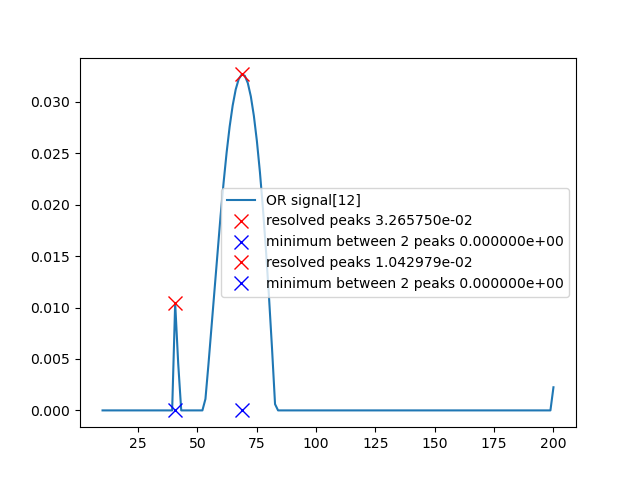 0.030
0.025
0.020
0.015
0.010
0.005
0.000
OR signal[12]
resolved peaks 3.265750e-02
minimum between 2 peaks 0.000000e+00
resolved peaks 1.042979e-02
minimum between 2 peaks 0.000000e+00
25 50 75 100 125 150 175 200